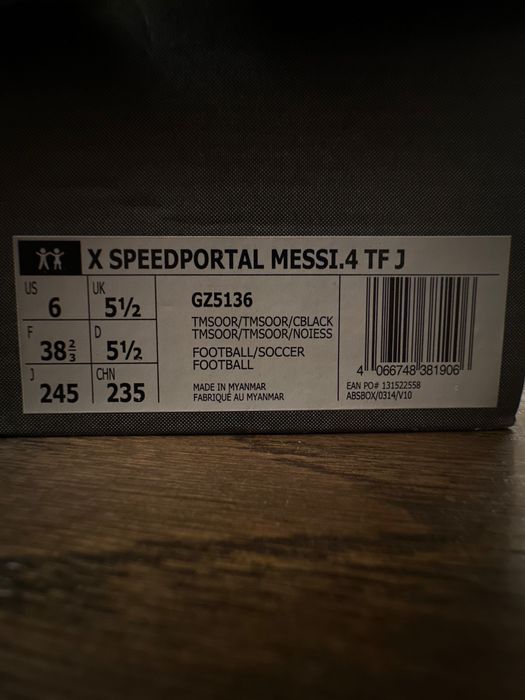 X SPEEDPORTAL MESSI.4 TF J
US
6
UK
5½
F
38⅔
D
5½
J
245
CHN
235
GZ5136
TMSOOR/TMSOOR/CBLACK
TMSOOR/TMSOOR/NOIESS
FOOTBALL/SOCCER
FOOTBALL
MADE IN MYANMAR
FABRIQUÉ AU MYANMAR
4 066748 381906
EAN PO# 131522558
ABSBOX/0314/V10